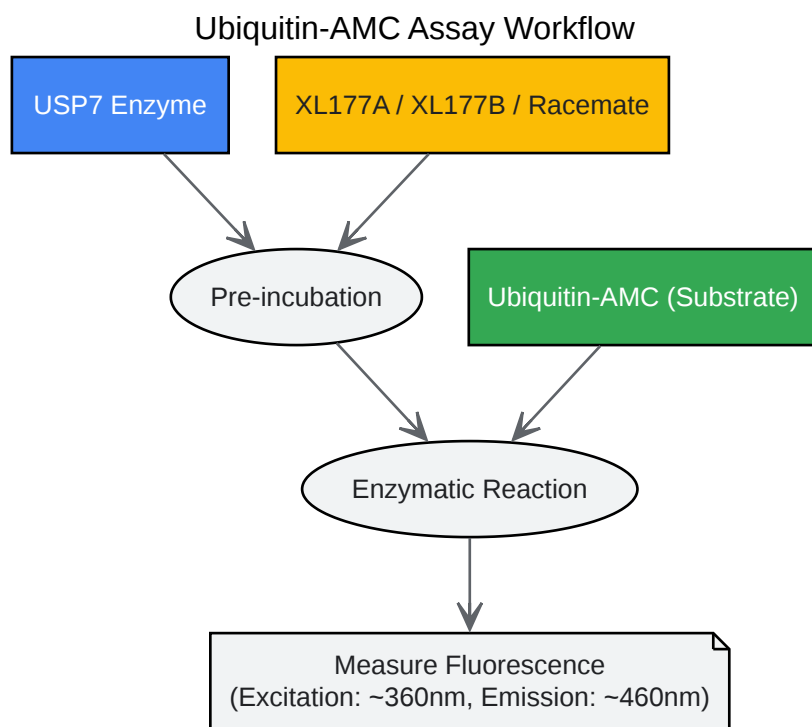 Ubiquitin-AMC Assay Workflow
USP7 Enzyme
XL177A / XL177B / Racemate
Pre-incubation
Ubiquitin-AMC (Substrate)
Enzymatic Reaction
Measure Fluorescence
(Excitation: ~360nm, Emission: ~460nm)